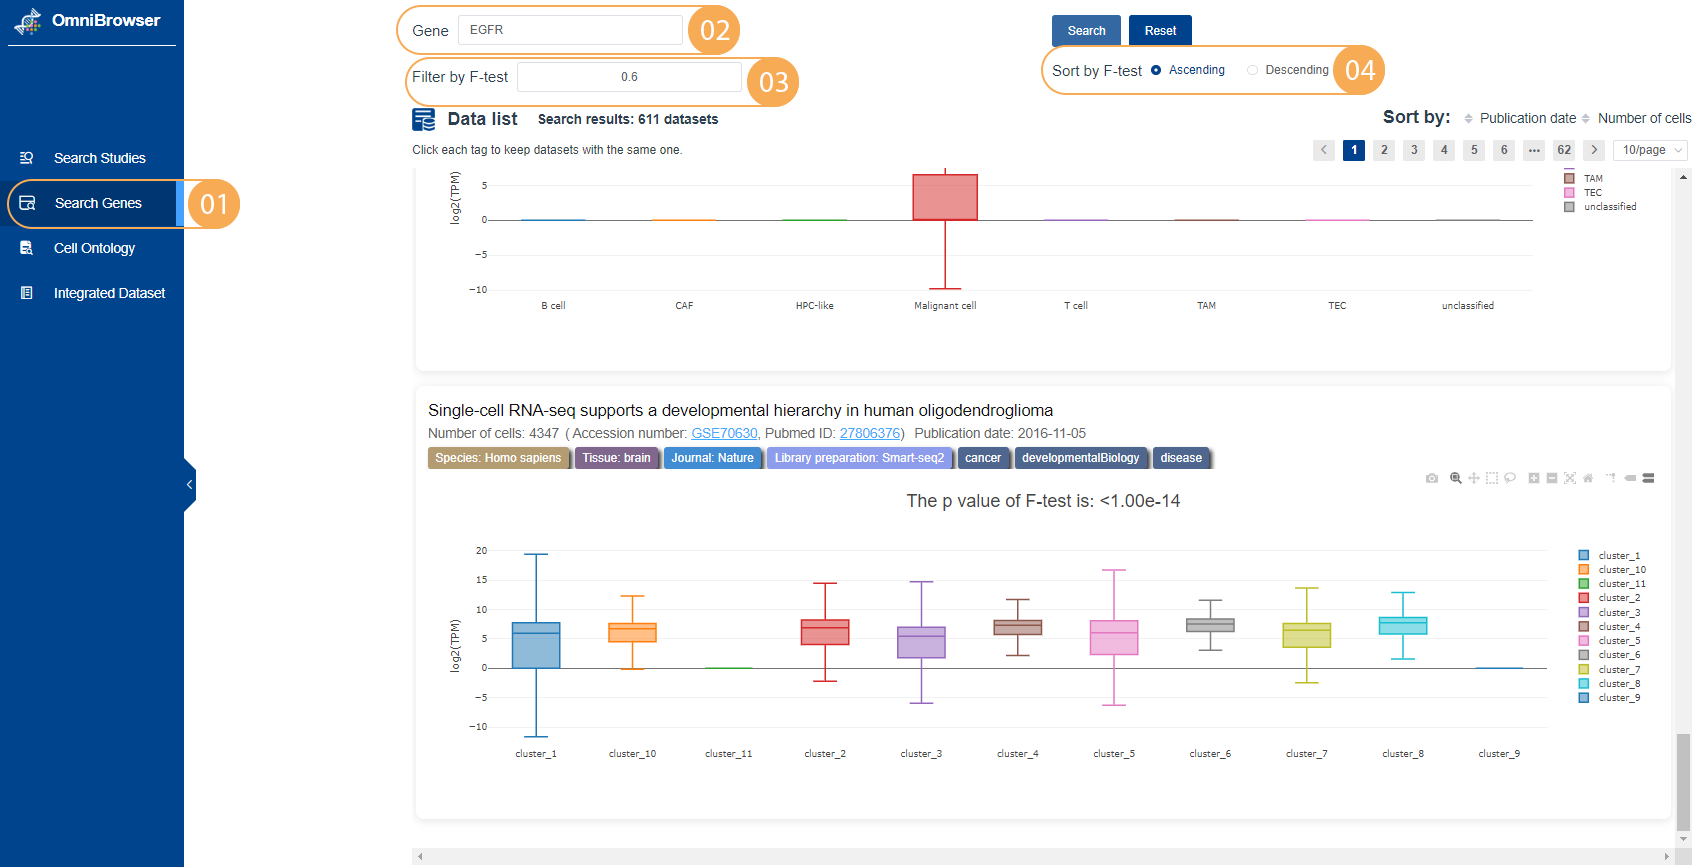 OmniBrowser
Search Studies
Search Genes
01
Cell Ontology
Integrated Dataset
Gene
EGFR
02
Search
Reset
Filter by F-test
0.6
03
Sort by F-test
Ascending
Descending
04
Data list
Search results: 611 datasets
Sort by:
Publication date
Number of cells
Click each tag to keep datasets with the same one.
1
2
3
4
5
6
•••
62
10/page
log2(TPM)
5
0
−5
−10
B cell
CAF
HPC-like
Malignant cell
T cell
TAM
TEC
unclassified
TAM
TEC
unclassified
Single-cell RNA-seq supports a developmental hierarchy in human oligodendroglioma
Number of cells: 4347 ( Accession number: GSE70630, Pubmed ID: 27806376) Publication date: 2016-11-05
Species: Homo sapiens
Tissue: brain
Journal: Nature
Library preparation: Smart-seq2
cancer
developmentalBiology
disease
The p value of F-test is: <1.00e-14
log2(TPM)
20
15
10
5
0
−5
−10
cluster_1
cluster_10
cluster_11
cluster_2
cluster_3
cluster_4
cluster_5
cluster_6
cluster_7
cluster_8
cluster_9
cluster_1
cluster_10
cluster_11
cluster_2
cluster_3
cluster_4
cluster_5
cluster_6
cluster_7
cluster_8
cluster_9